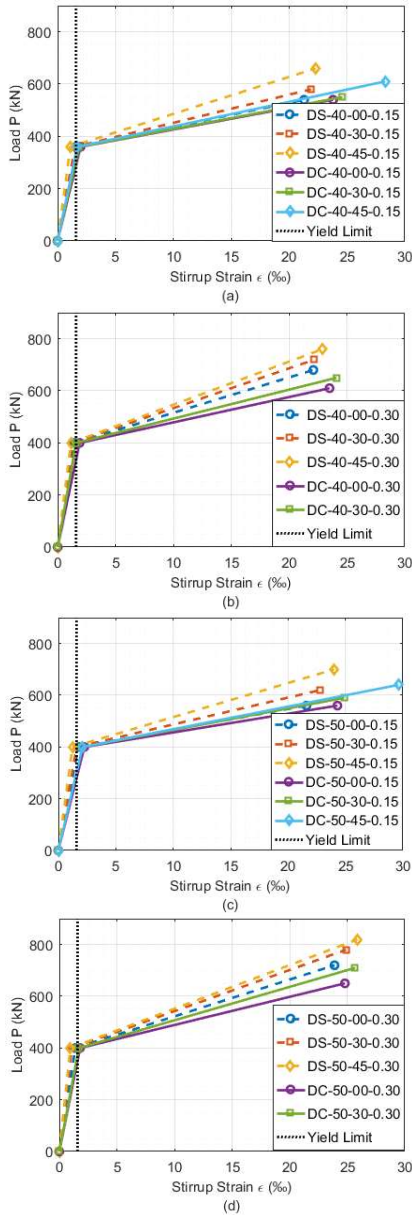 800
600
400
200
0
Load P (kN)
DS-40-00-0.15
DS-40-30-0.15
DS-40-45-0.15
DC-40-00-0.15
DC-40-30-0.15
DC-40-45-0.15
Yield Limit
0 5 10 15 20 25 30
Stirrup Strain ϵ (‰)
(a)
800
600
400
200
0
Load P (kN)
DS-40-00-0.30
DS-40-30-0.30
DS-40-45-0.30
DC-40-00-0.30
DC-40-30-0.30
Yield Limit
0 5 10 15 20 25 30
Stirrup Strain ϵ (‰)
(b)
800
600
400
200
0
Load P (kN)
DS-50-00-0.15
DS-50-30-0.15
DS-50-45-0.15
DC-50-00-0.15
DC-50-30-0.15
DC-50-45-0.15
Yield Limit
0 5 10 15 20 25 30
Stirrup Strain ϵ (‰)
(c)
800
600
400
200
0
Load P (kN)
DS-50-00-0.30
DS-50-30-0.30
DS-50-45-0.30
DC-50-00-0.30
DC-50-30-0.30
Yield Limit
0 5 10 15 20 25 30
Stirrup Strain ϵ (‰)
(d)